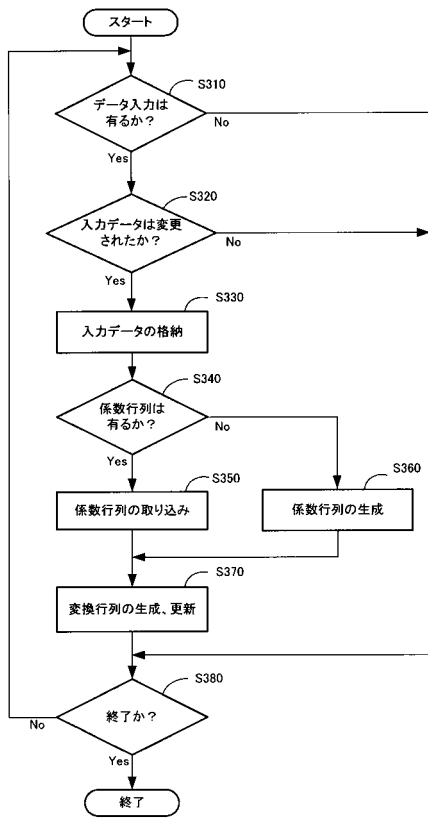 スタート
S310
データ入力は
有るか？
No
Yes
S320
入力データは変更
されたか？
No
Yes
S330
入力データの格納
S340
係数行列は
有るか？
No
Yes
S350
係数行列の取り込み
S360
係数行列の生成
S370
変換行列の生成、更新
S380
終了か？
No
Yes
終了